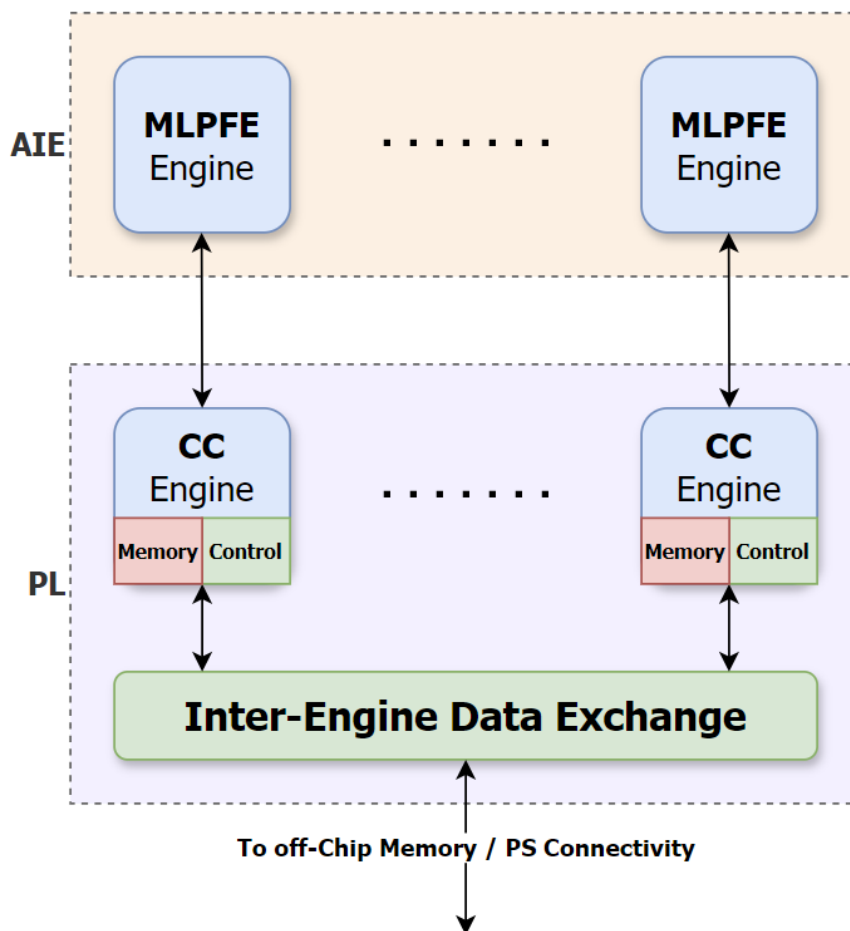 MLPFE
Engine
. . . . . . .
MLPFE
Engine
AIE
CC
Engine
Memory
Control
. . . . . . .
CC
Engine
Memory
Control
PL
Inter-Engine Data Exchange
To off-Chip Memory / PS Connectivity